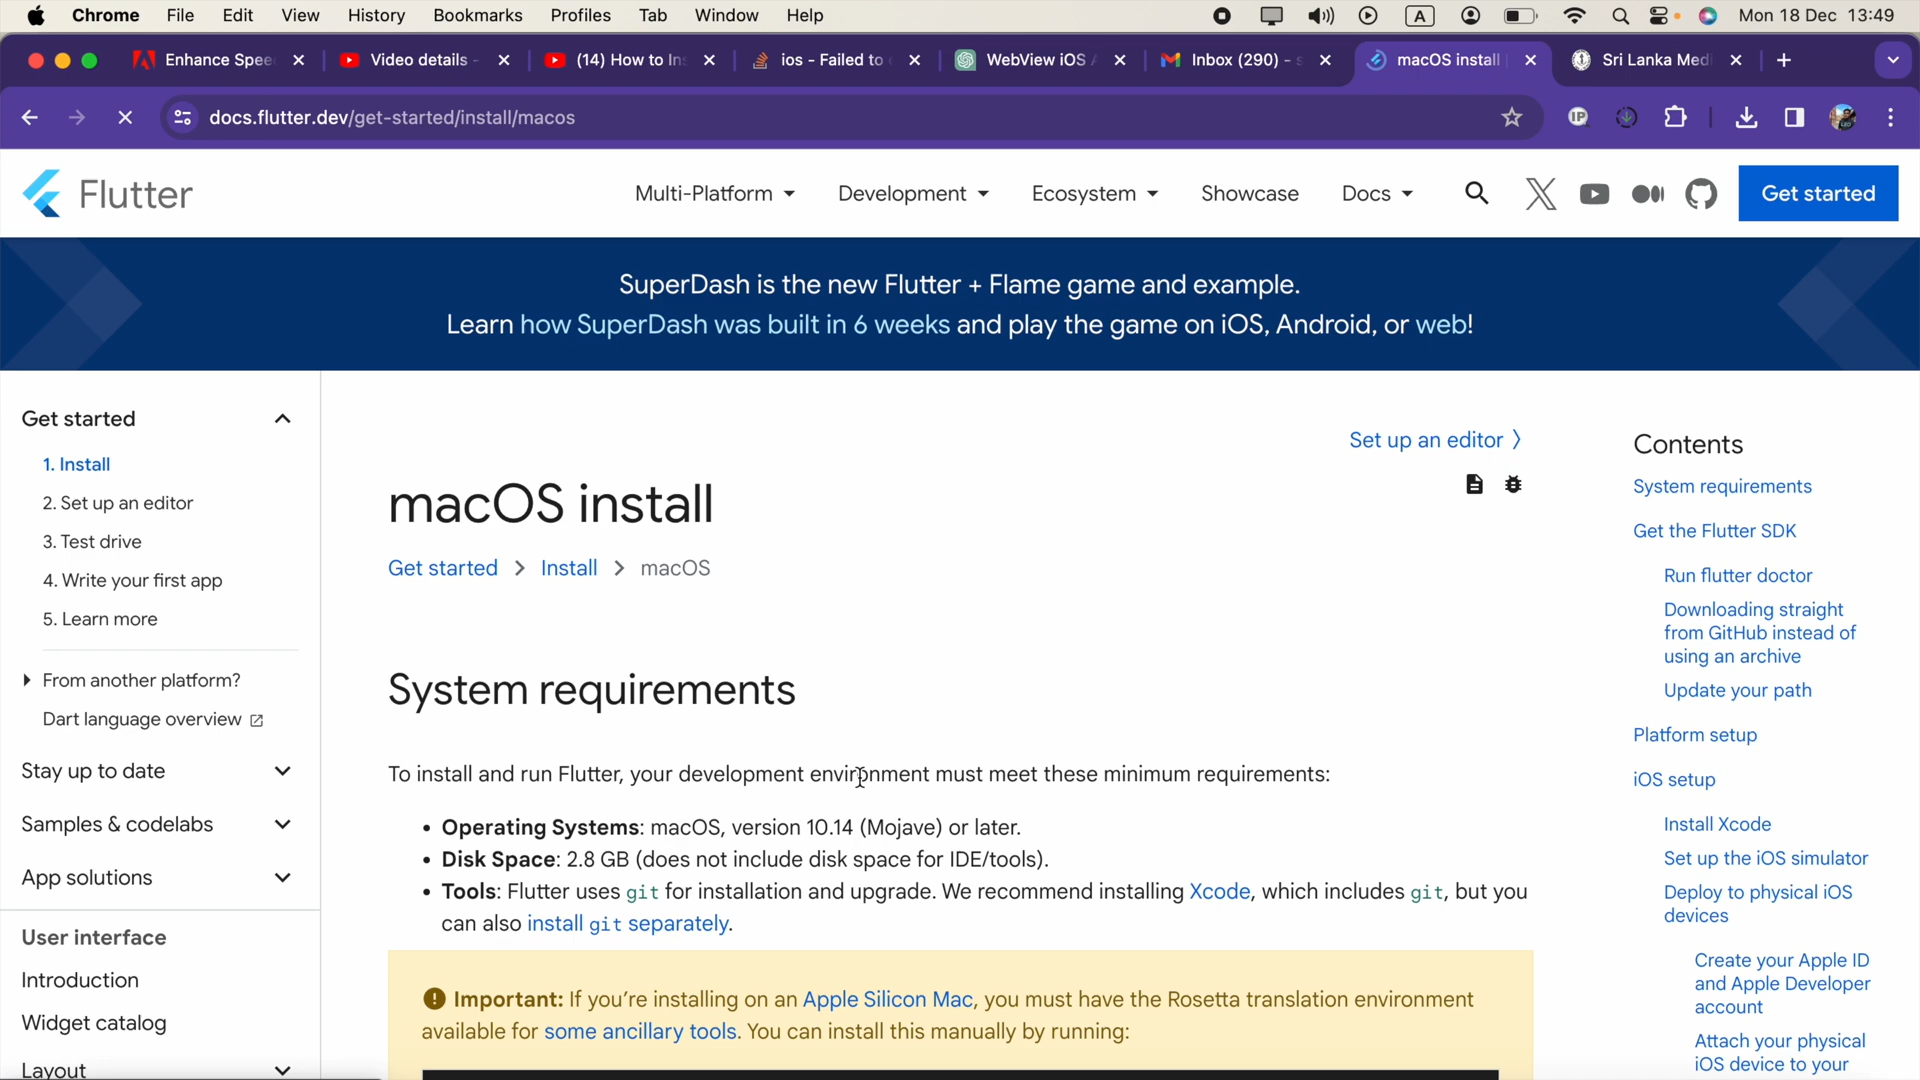 Chrome File Edit View History Bookmarks Profiles Tab Window Help A Mon 18 Dec 13:49
Enhance Spee Video details - (14) How to Ins ios - Failed to WebView iOS A Inbox (290) - s macOS install Sri Lanka Medi
docs.flutter.dev/get-started/install/macos IP
Flutter Multi-Platform Development Ecosystem Showcase Docs Get started
SuperDash is the new Flutter + Flame game and example.
Learn how SuperDash was built in 6 weeks and play the game on iOS, Android, or web!
Get started
1. Install
2. Set up an editor
3. Test drive
4. Write your first app
5. Learn more
From another platform?
Dart language overview
Stay up to date
Samples & codelabs
App solutions
User interface
Introduction
Widget catalog
Layout
Set up an editor
macOS install
Get started > Install > macOS
System requirements
To install and run Flutter, your development environment must meet these minimum requirements:
• Operating Systems: macOS, version 10.14 (Mojave) or later.
• Disk Space: 2.8 GB (does not include disk space for IDE/tools).
• Tools: Flutter uses git for installation and upgrade. We recommend installing Xcode, which includes git, but you
can also install git separately.
Important: If you're installing on an Apple Silicon Mac, you must have the Rosetta translation environment
available for some ancillary tools. You can install this manually by running:
Contents
System requirements
Get the Flutter SDK
Run flutter doctor
Downloading straight
from GitHub instead of
using an archive
Update your path
Platform setup
iOS setup
Install Xcode
Set up the iOS simulator
Deploy to physical iOS
devices
Create your Apple ID
and Apple Developer
account
Attach your physical
iOS device to your